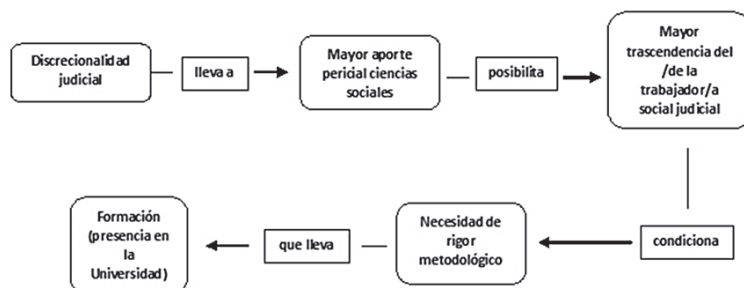 Discrecionalidad
judicial
lleva a
Mayor aporte
pericial ciencias
sociales
posibilita
Mayor
trascendencia del
/de la
trabajador/a
social judicial
condiciona
Necesidad de
rigor
metodológico
que lleva
Formación
(presencia en
la
Universidad)